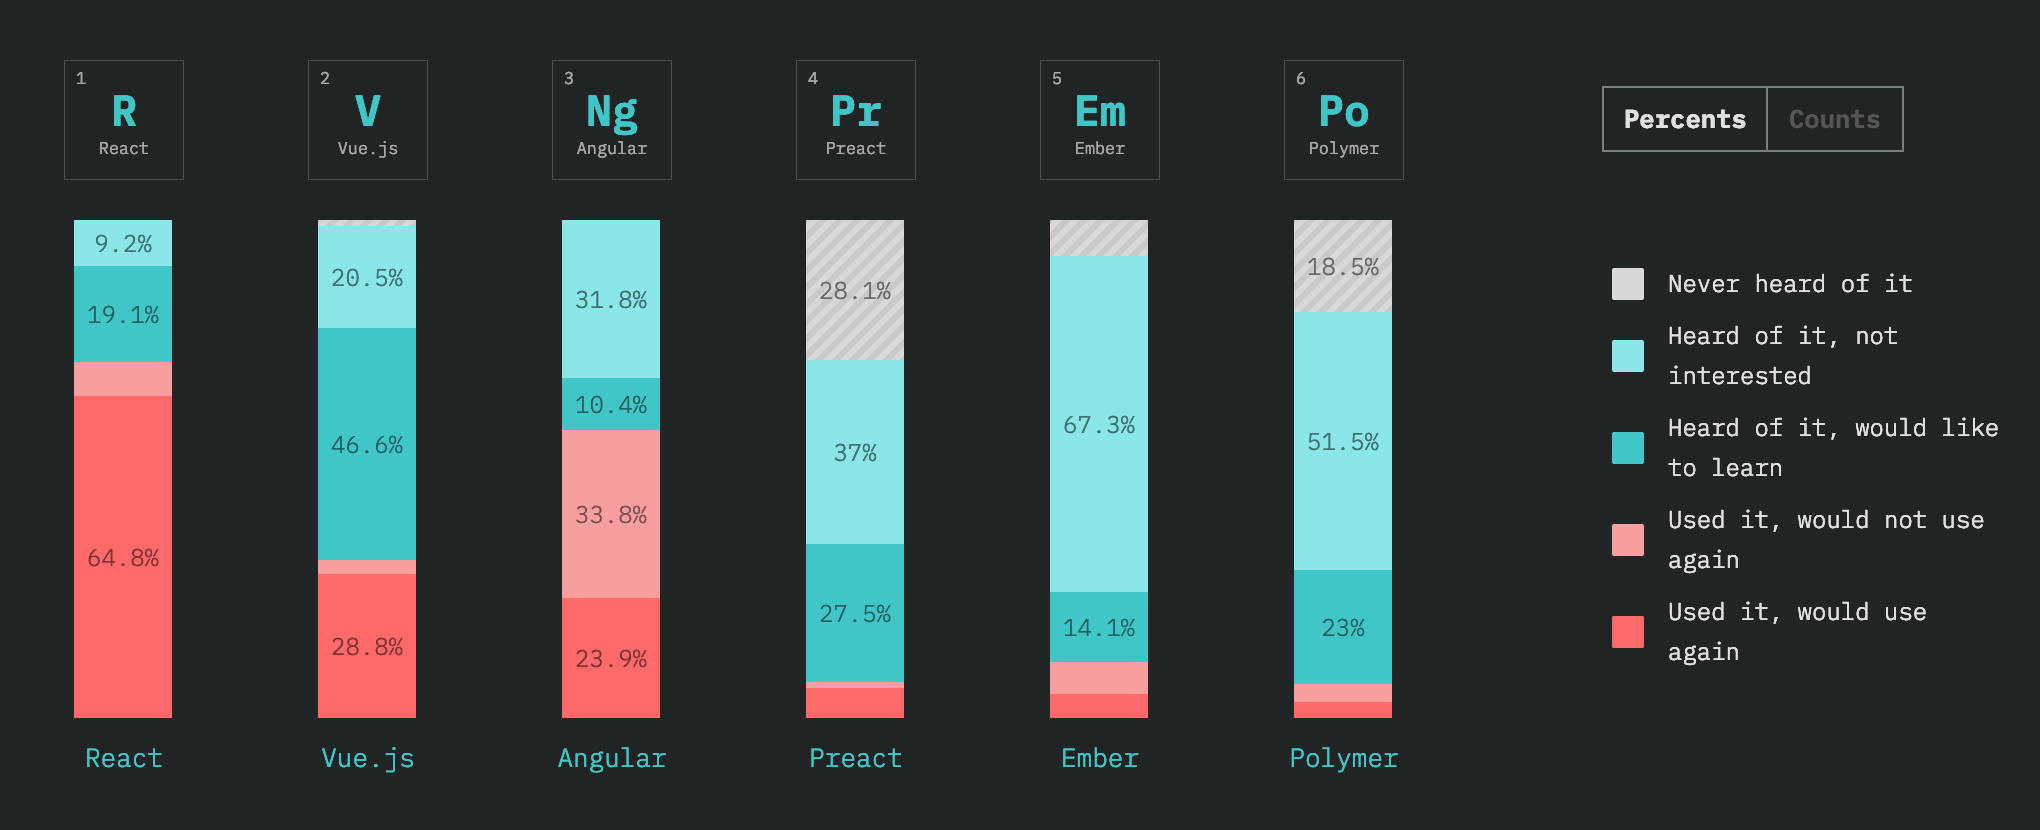 1
R
React
2
V
Vue.js
3
Ng
Angular
4
Pr
Preact
5
Em
Ember
6
Po
Polymer
Percents
Counts
9.2%
19.1%
64.8%
React
20.5%
46.6%
28.8%
Vue.js
31.8%
10.4%
33.8%
23.9%
Angular
28.1%
37%
27.5%
Preact
67.3%
14.1%
Ember
18.5%
51.5%
23%
Polymer
Never heard of it
Heard of it, not
interested
Heard of it, would like
to learn
Used it, would not use
again
Used it, would use
again